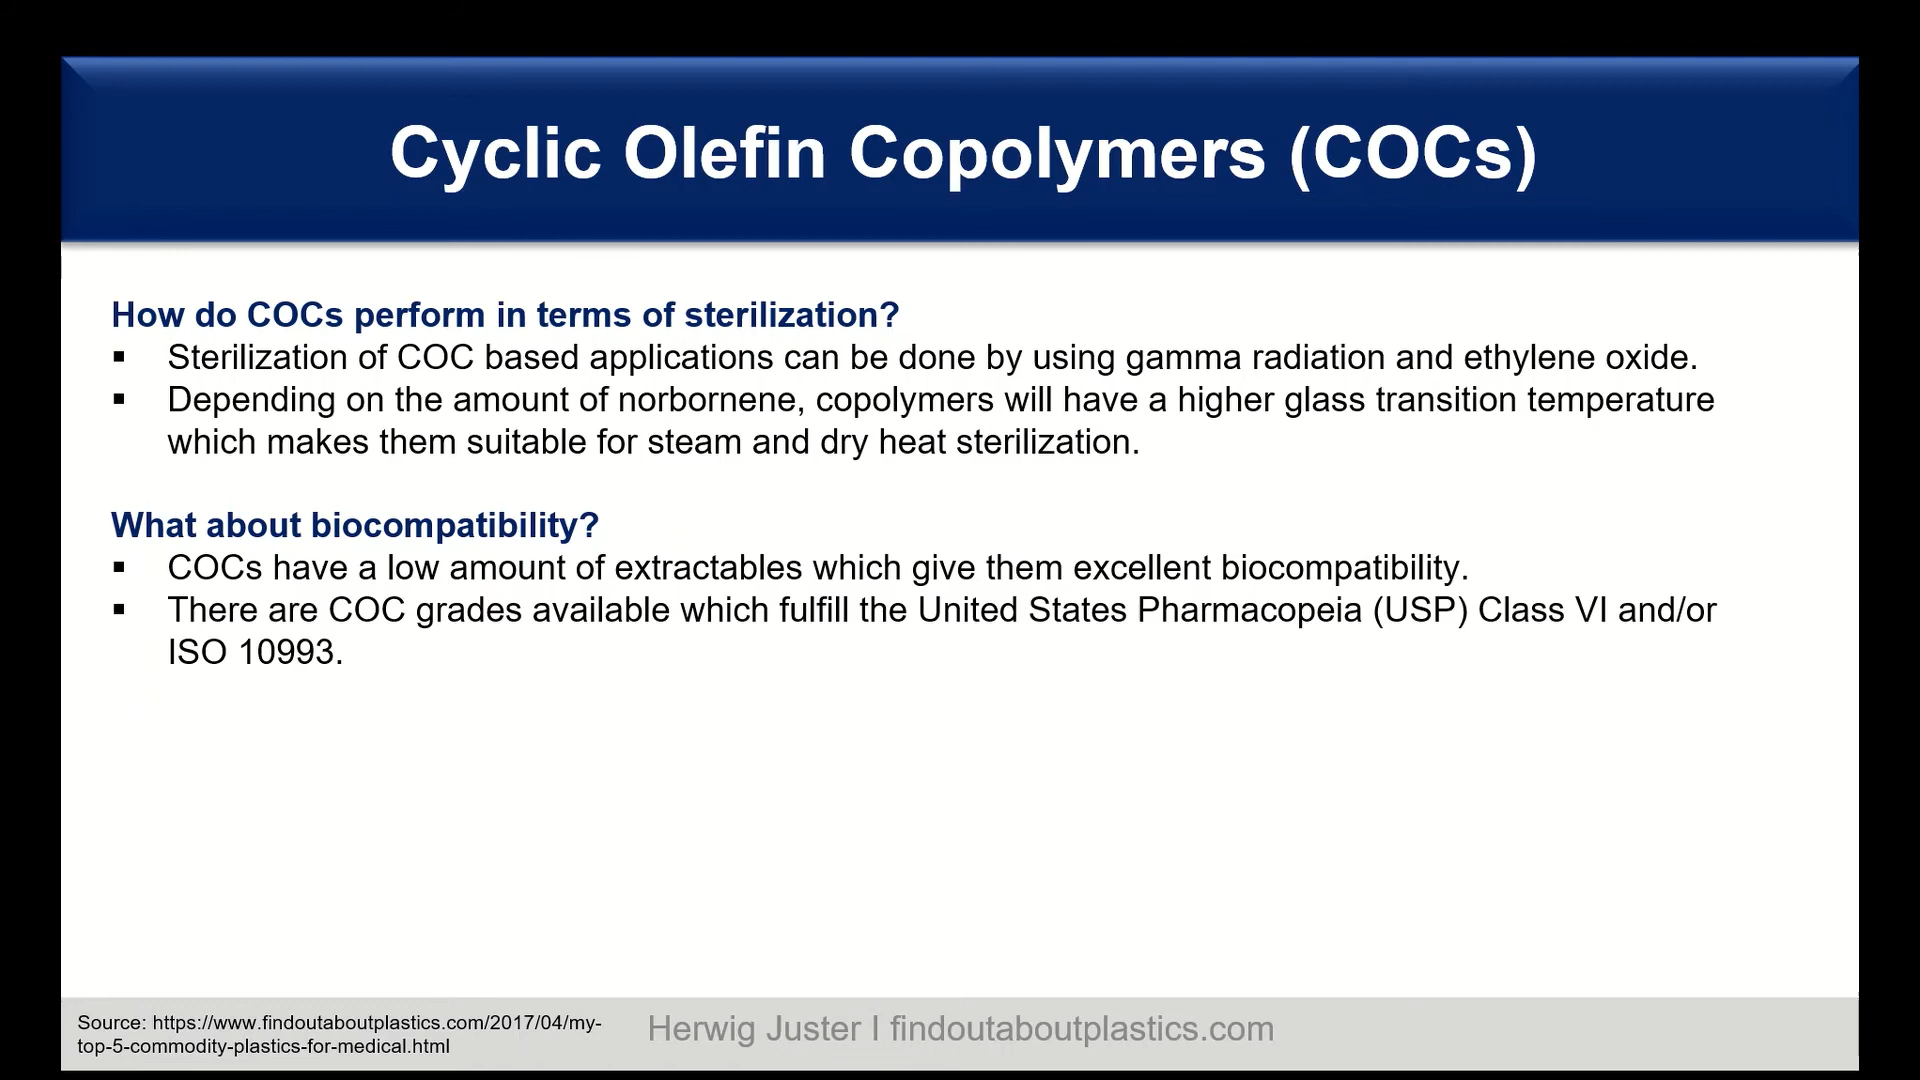 Cyclic Olefin Copolymers (COCs)
How do COCs perform in terms of sterilization?
▪ Sterilization of COC based applications can be done by using gamma radiation and ethylene oxide.
▪ Depending on the amount of norbornene, copolymers will have a higher glass transition temperature
which makes them suitable for steam and dry heat sterilization.
What about biocompatibility?
▪ COCs have a low amount of extractables which give them excellent biocompatibility.
▪ There are COC grades available which fulfill the United States Pharmacopeia (USP) Class VI and/or
ISO 10993.
Source: https://www.findoutaboutplastics.com/2017/04/my-
top-5-commodity-plastics-for-medical.html
Herwig Juster I findoutaboutplastics.com